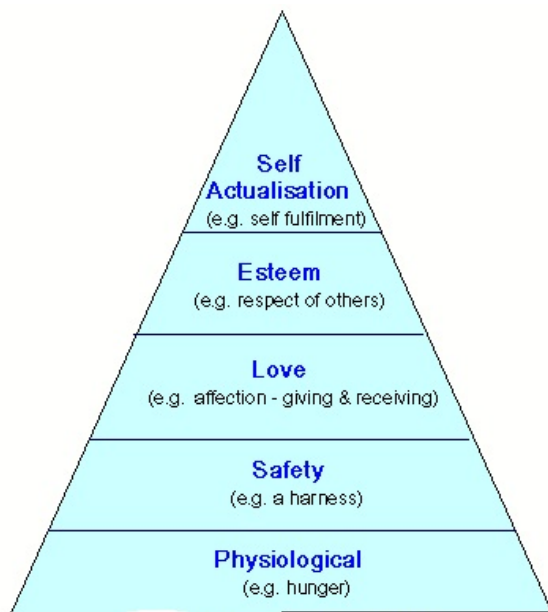 Self
Actualisation
(e.g. self fulfilment)
Esteem
(e.g. respect of others)
Love
(e.g. affection - giving & receiving)
Safety
(e.g. a harness)
Physiological
(e.g. hunger)